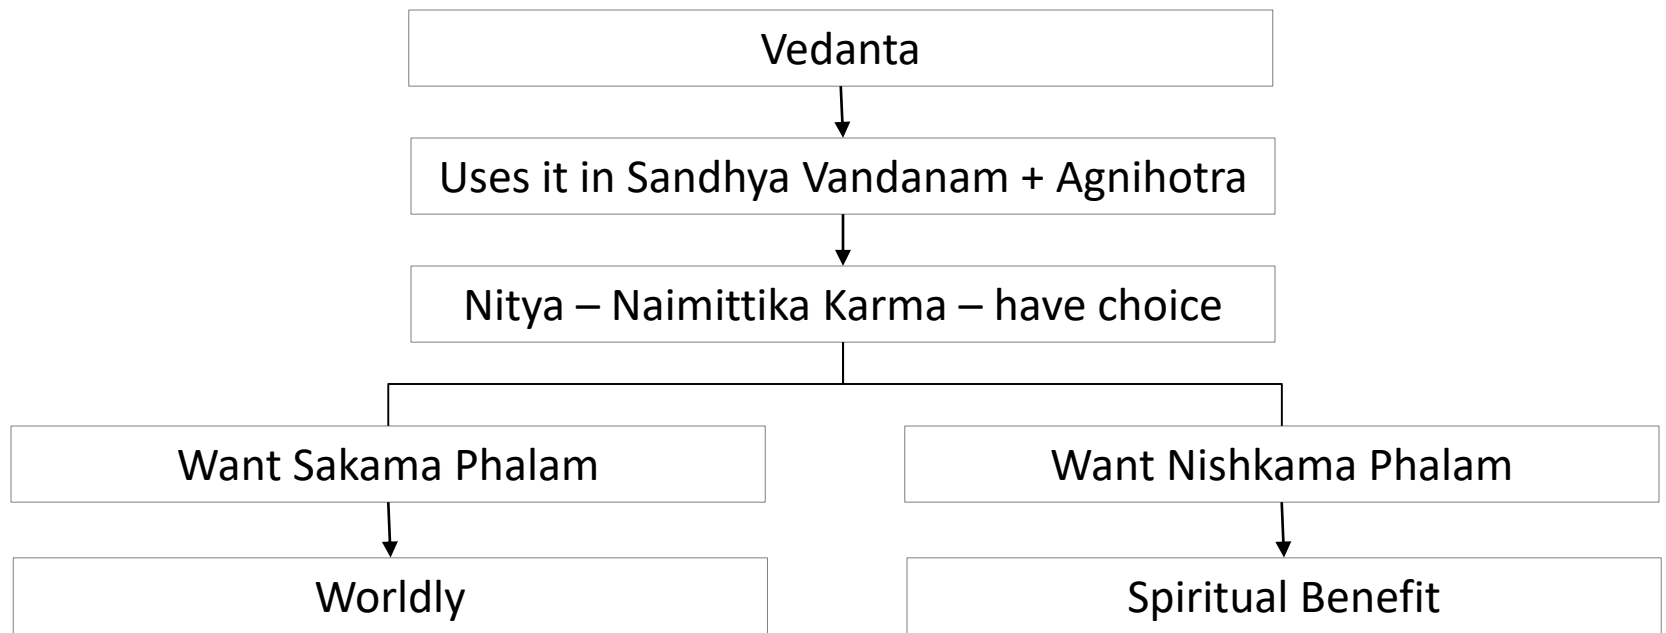 Vedanta
Uses it in Sandhya Vandanam + Agnihotra
Nitya – Naimittika Karma – have choice
Want Sakama Phalam
Want Nishkama Phalam
Worldly
Spiritual Benefit